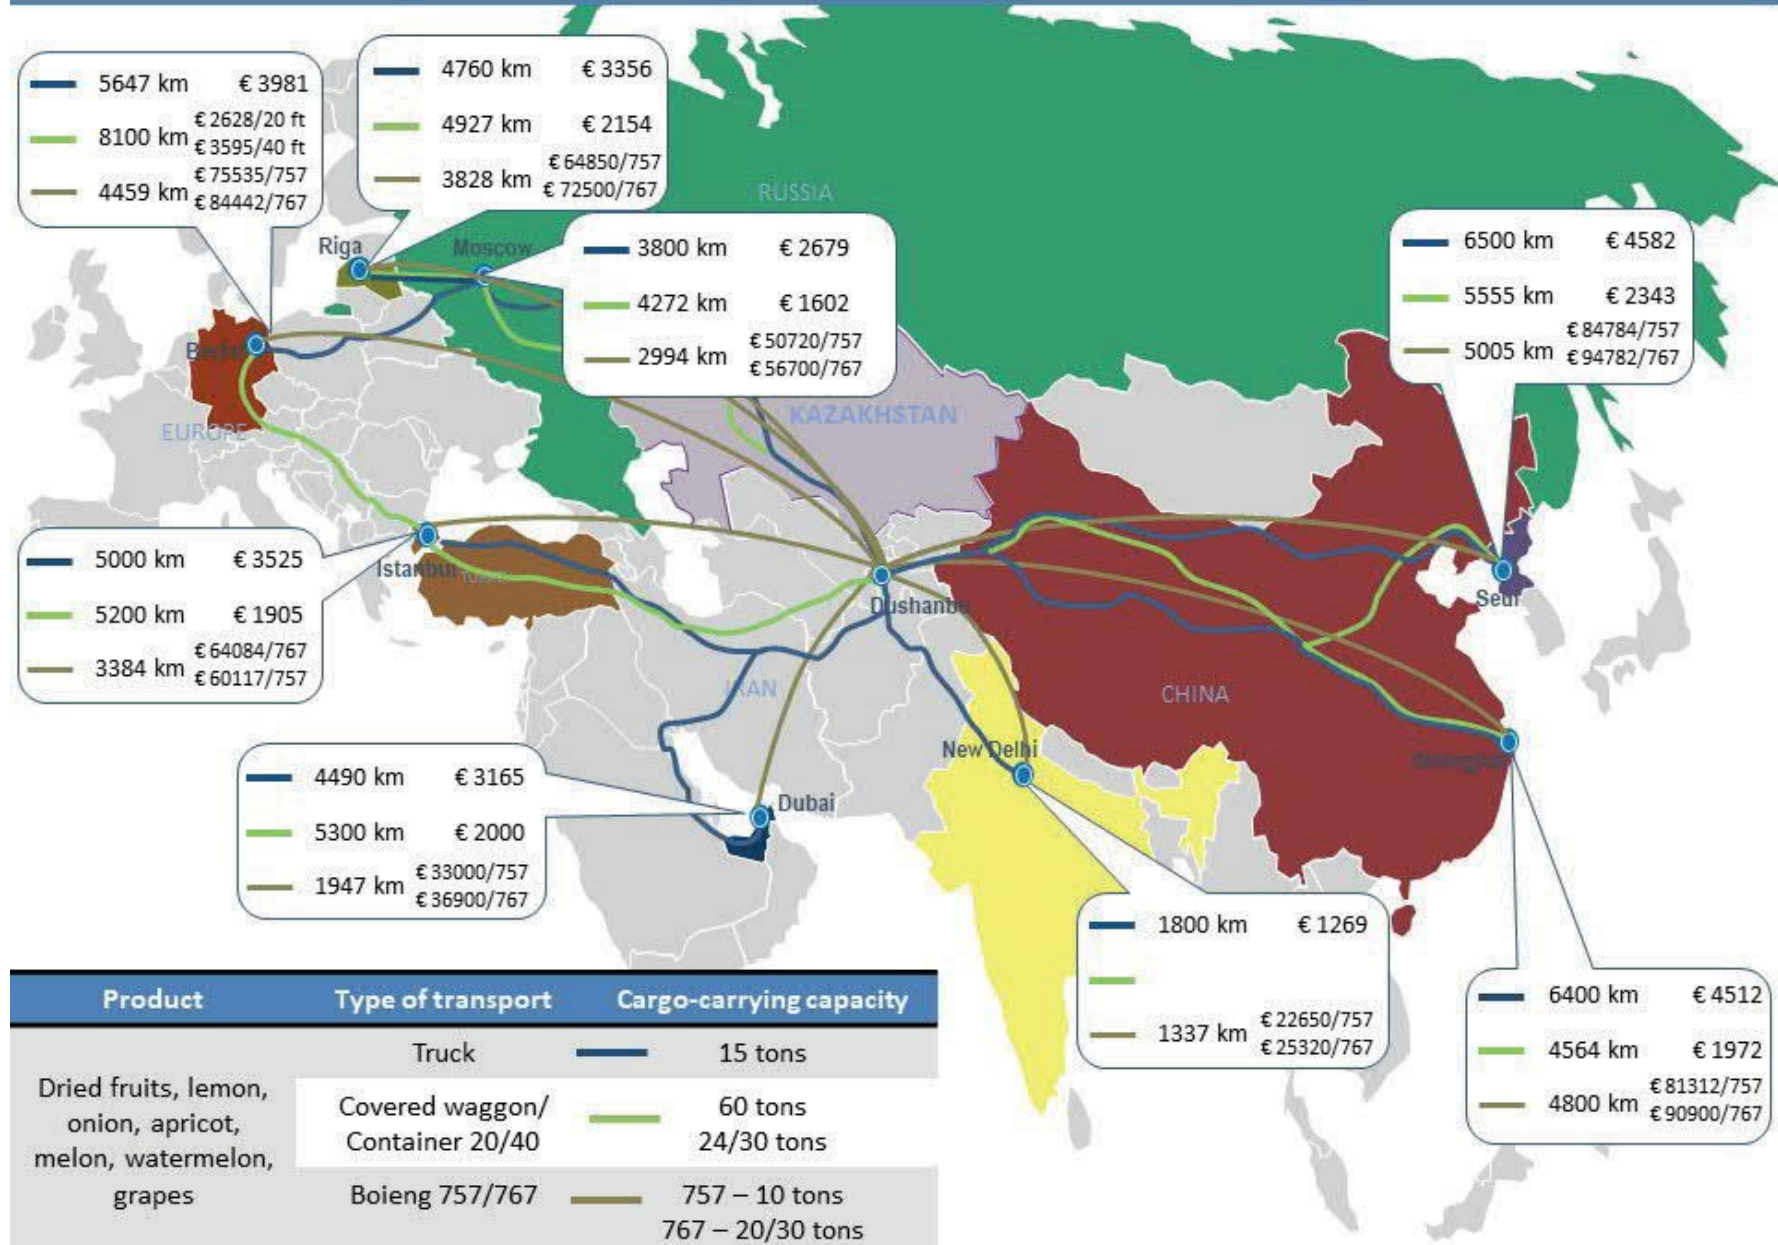 5647 km € 3981
8100 km € 2628/20 ft
€ 3595/40 ft
4459 km € 75535/757
€ 84442/767
4760 km € 3356
4927 km € 2154
3828 km € 64850/757
€ 72500/767
RUSSIA
Riga
Moscow
3800 km € 2679
4272 km € 1602
2994 km € 50720/757
€ 56700/767
6500 km € 4582
5555 km € 2343
5005 km € 84784/757
€ 94782/767
KAZAKHSTAN
EUROPE
5000 km € 3525
5200 km € 1905
3384 km € 64084/767
€ 60117/757
Istanbul
Dushanbe
Seul
IRAN
CHINA
New Delhi
4490 km € 3165
5300 km € 2000
1947 km € 33000/757
€ 36900/767
Dubai
1800 km € 1269
1337 km € 22650/757
€ 25320/767
6400 km € 4512
4564 km € 1972
4800 km € 81312/757
€ 90900/767
Product Type of transport Cargo-carrying capacity
Dried fruits, lemon,
onion, apricot,
melon, watermelon,
grapes
Truck 15 tons
Covered waggon/ 60 tons
Container 20/40 24/30 tons
Boieng 757/767 757 – 10 tons
767 – 20/30 tons